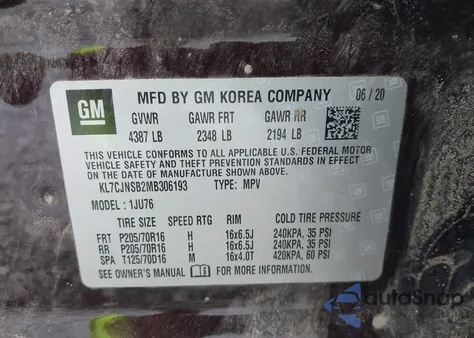 GM
MFD BY GM KOREA COMPANY 06/20
GVWR GAWR FRT GAWR RR
4387 LB 2348 LB 2194 LB
THIS VEHICLE CONFORMS TO ALL APPLICABLE U.S. FEDERAL MOTOR
VEHICLE SAFETY AND THEFT PREVENTION STANDARDS IN
EFFECT ON THE DATE OF MANUFACTURE SHOWN ABOVE.
KL7CJNSB2MB306193 TYPE: MPV
MODEL : 1JU76
TIRE SIZE SPEED RTG RIM COLD TIRE PRESSURE
FRT P205/70R16 H 16x6.5J 240KPA, 35 PSI
RR P205/70R16 H 16x6.5J 240KPA, 35 PSI
SPA T125/70D16 M 16x4.0T 420KPA, 60 PSI
SEE OWNER'S MANUAL FOR MORE INFORMATION.
autoSnap